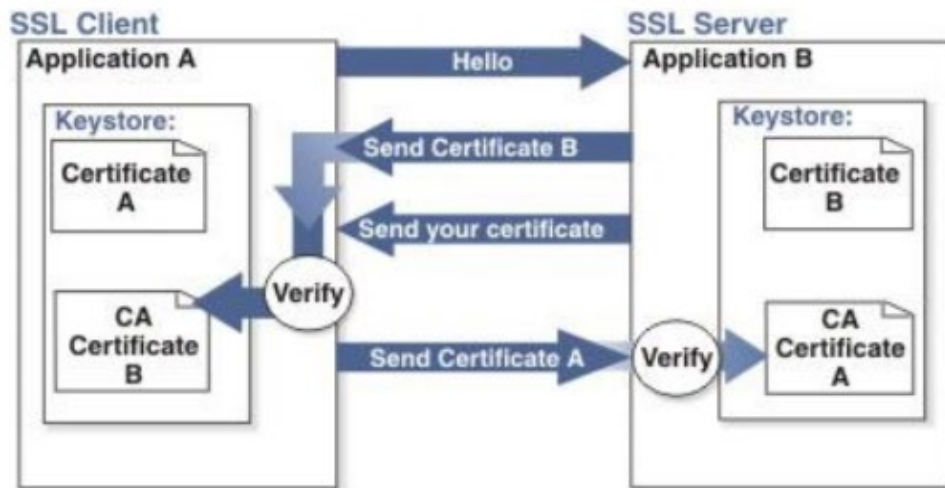 SSL Client
SSL Server
Application A
Hello
Application B
Keystore:
Keystore:
Send Certificate B
Certificate
A
Certificate
B
Send your certificate
Verify
CA
Certificate
B
Send Certificate A
Verify
CA
Certificate
A